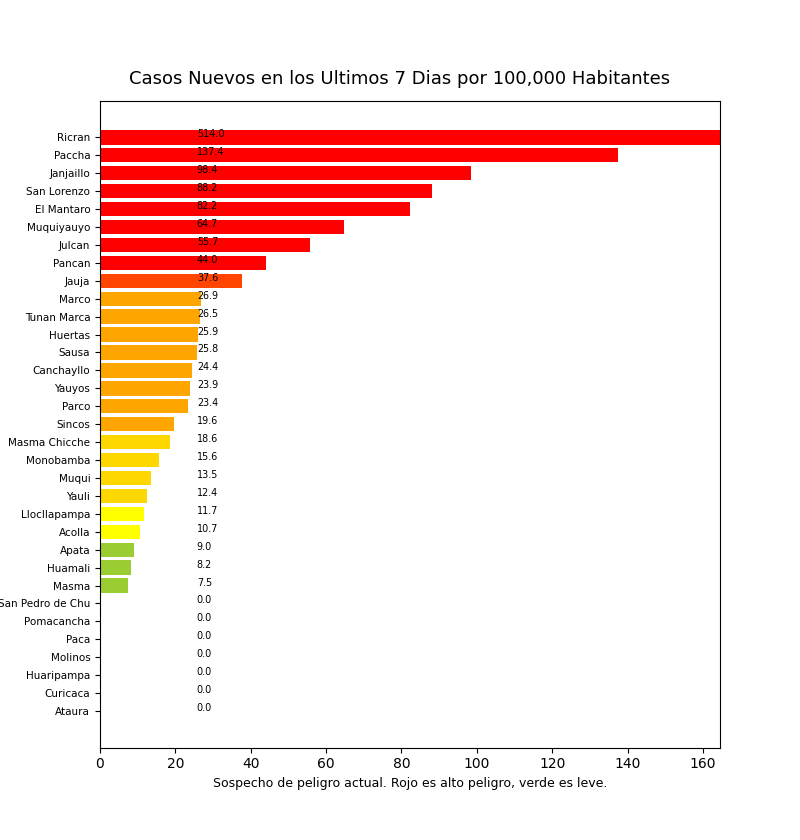 Casos Nuevos en los Ultimos 7 Dias por 100,000 Habitantes
Ricran 514.0
Paccha 137.4
Janjaillo 98.4
San Lorenzo 88.2
El Mantaro 82.2
Muquiyauyo 64.7
Julcan 55.7
Pancan 44.0
Jauja 37.6
Marco 26.9
Tunan Marca 26.5
Huertas 25.9
Sausa 25.8
Canchayllo 24.4
Yauyos 23.9
Parco 23.4
Sincos 19.6
Masma Chicche 18.6
Monobamba 15.6
Muqui 13.5
Yauli 12.4
Llocllapampa 11.7
Acolla 10.7
Apata 9.0
Huamali 8.2
Masma 7.5
San Pedro de Chu 0.0
Pomacancha 0.0
Paca 0.0
Molinos 0.0
Huaripampa 0.0
Curicaca 0.0
Ataura 0.0
0 20 40 60 80 100 120 140 160
Sospecho de peligro actual. Rojo es alto peligro, verde es leve.